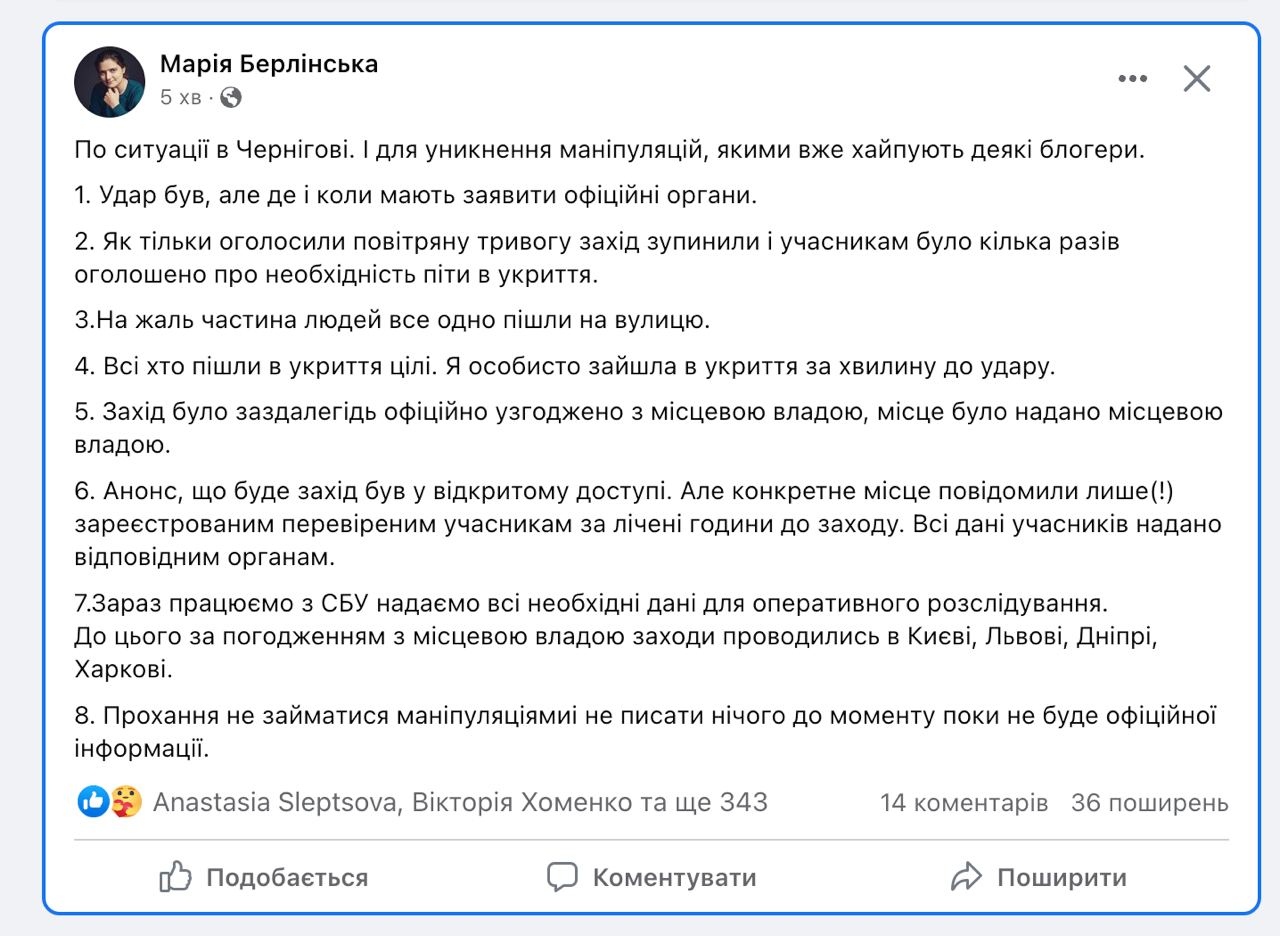 Марія Берлінська
5 хв ·
По ситуації в Чернігові. І для уникнення маніпуляцій, якими вже хайпують деякі блогери.
1. Удар був, але де і коли мають заявити офіційні органи.
2. Як тільки оголосили повітряну тривогу захід зупинили і учасникам було кілька разів
оголошено про необхідність піти в укриття.
3.На жаль частина людей все одно пішли на вулицю.
4. Всі хто пішли в укриття цілі. Я особисто зайшла в укриття за хвилину до удару.
5. Захід було заздалегідь офіційно узгоджено з місцевою владою, місце було надано місцевою
владою.
6. Анонс, що буде захід був у відкритому доступі. Але конкретне місце повідомили лише(!)
зареєстрованим перевіреним учасникам за лічені години до заходу. Всі дані учасників надано
відповідним органам.
7.Зараз працюємо з СБУ надаємо всі необхідні дані для оперативного розслідування.
До цього за погодженням з місцевою владою заходи проводились в Києві, Львові, Дніпрі,
Харкові.
8. Прохання не займатися маніпуляціямиі не писати нічого до моменту поки не буде офіційної
інформації.
Anastasia Sleptsova, Вікторія Хоменко та ще 343 14 коментарів 36 поширень
Подобається Коментувати Поширити